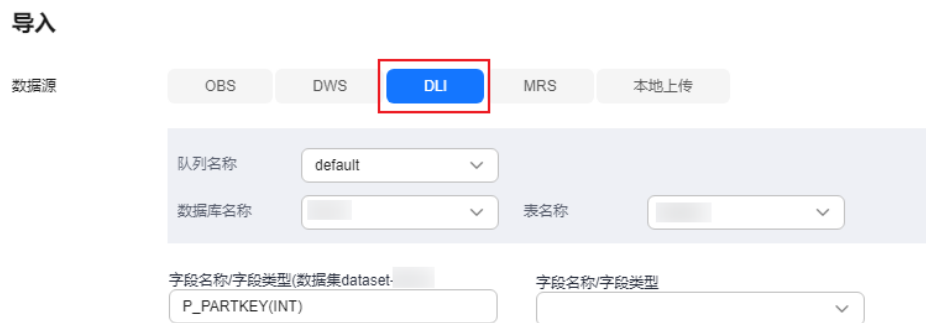 导入
数据源 OBS DWS DLI MRS 本地上传
队列名称 default
数据库名称 表名称
字段名称/字段类型(数据集dataset- 字段名称/字段类型
P_PARTKEY(INT)